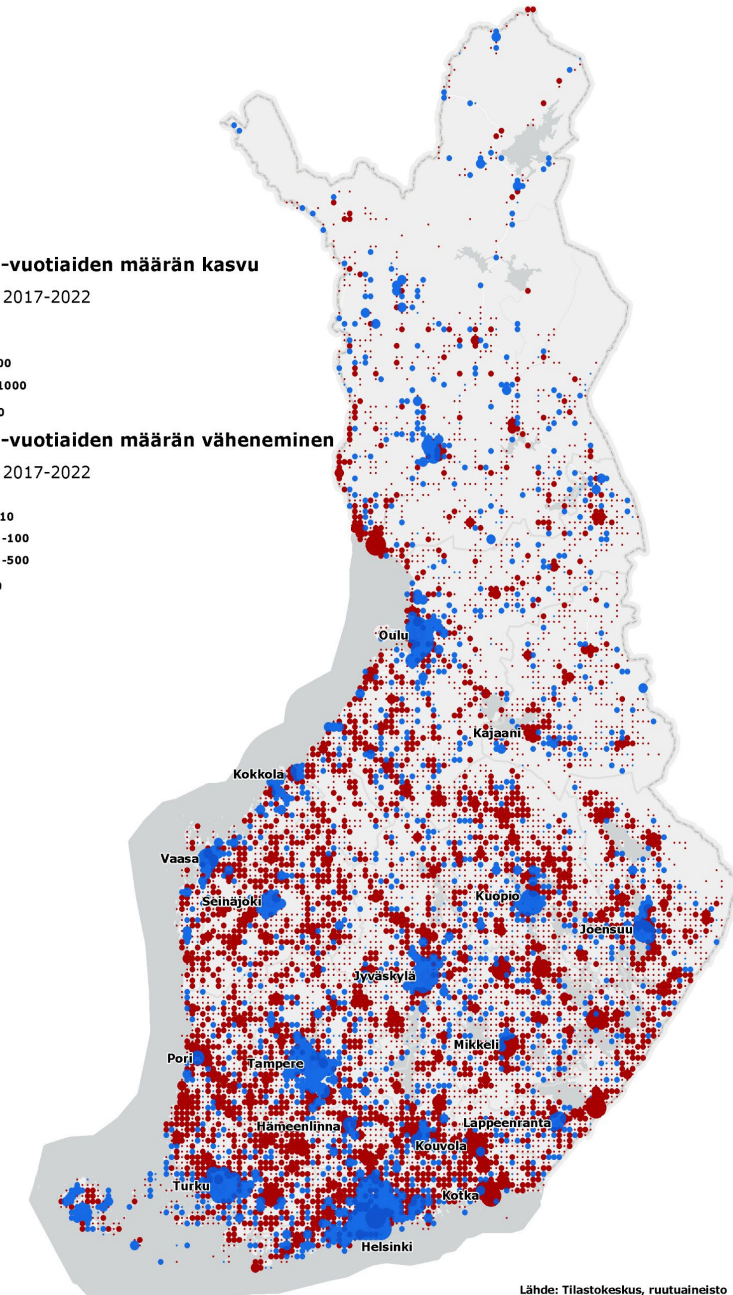 -vuotiaiden määrän kasvu
2017-2022
00
1000
0
-vuotiaiden määrän väheneminen
2017-2022
10
-100
-500
0
Oulu
Kajaani
Kokkola
Vaasa
Seinäjoki
Kuopio
Joensuu
Jyväskylä
Mikkeli
Pori
Tampere
Lappeenranta
Hämeenlinna
Kouvola
Turku
Kotka
Helsinki
Lähde: Tilastokeskus, ruutuaineisto